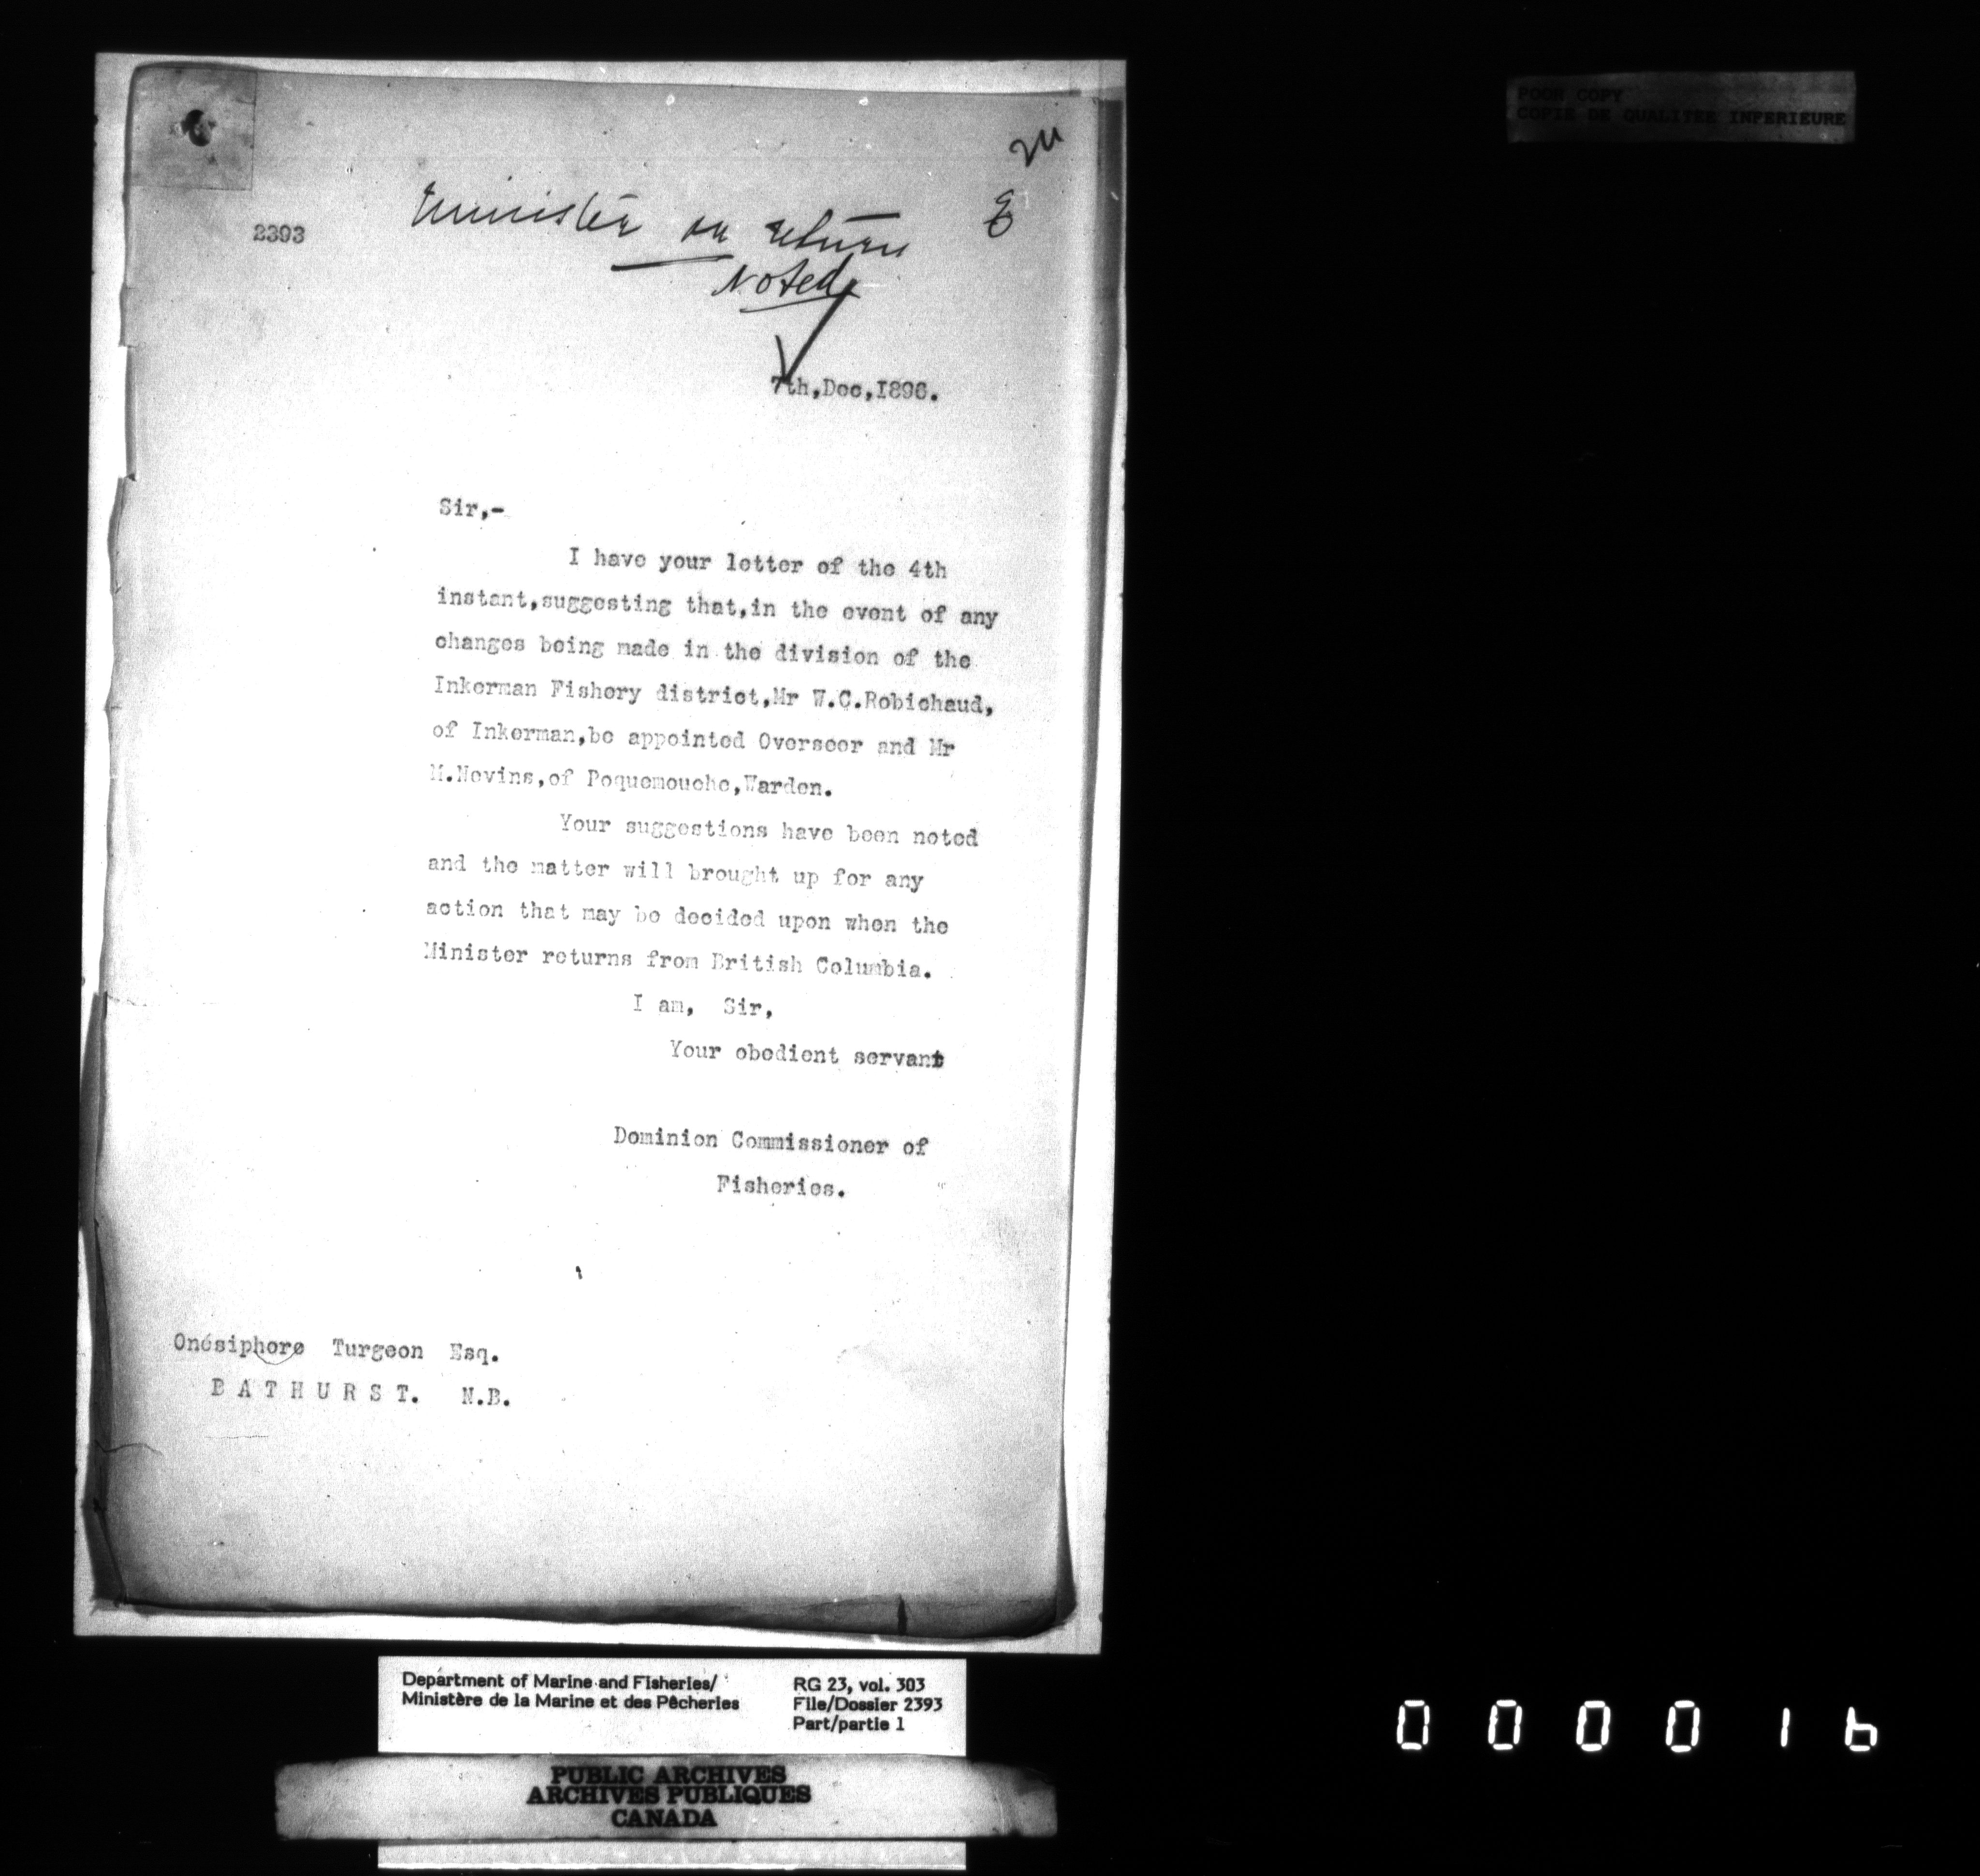 POOR COPY
COPIE DE QUALITEE INFERIEURE
2393
Minister on return
Noted
7th,Dec,1896.
Sir,-
I have your letter of the 4th
instant,suggesting that,in the event of any
changes being made in the division of the
Inkerman Fishery district,Mr W.C.Robichaud,
of Inkerman,be appointed Overseer and Mr
M.Nevins,of Poquemouche,Warden.
Your suggestions have been noted
and the matter will brought up for any
action that may be decided upon when the
Minister returns from British Columbia.
I am, Sir,
Your obedient servant
Dominion Commissioner of
Fisheries.
Onésiphore Turgeon Esq.
BATHURST. N.B.
Department of Marine and Fisheries/
Ministère de la Marine et des Pêcheries
RG 23, vol. 303
File/Dossier 2393
Part/partie 1
PUBLIC ARCHIVES
ARCHIVES PUBLIQUES
CANADA
000016